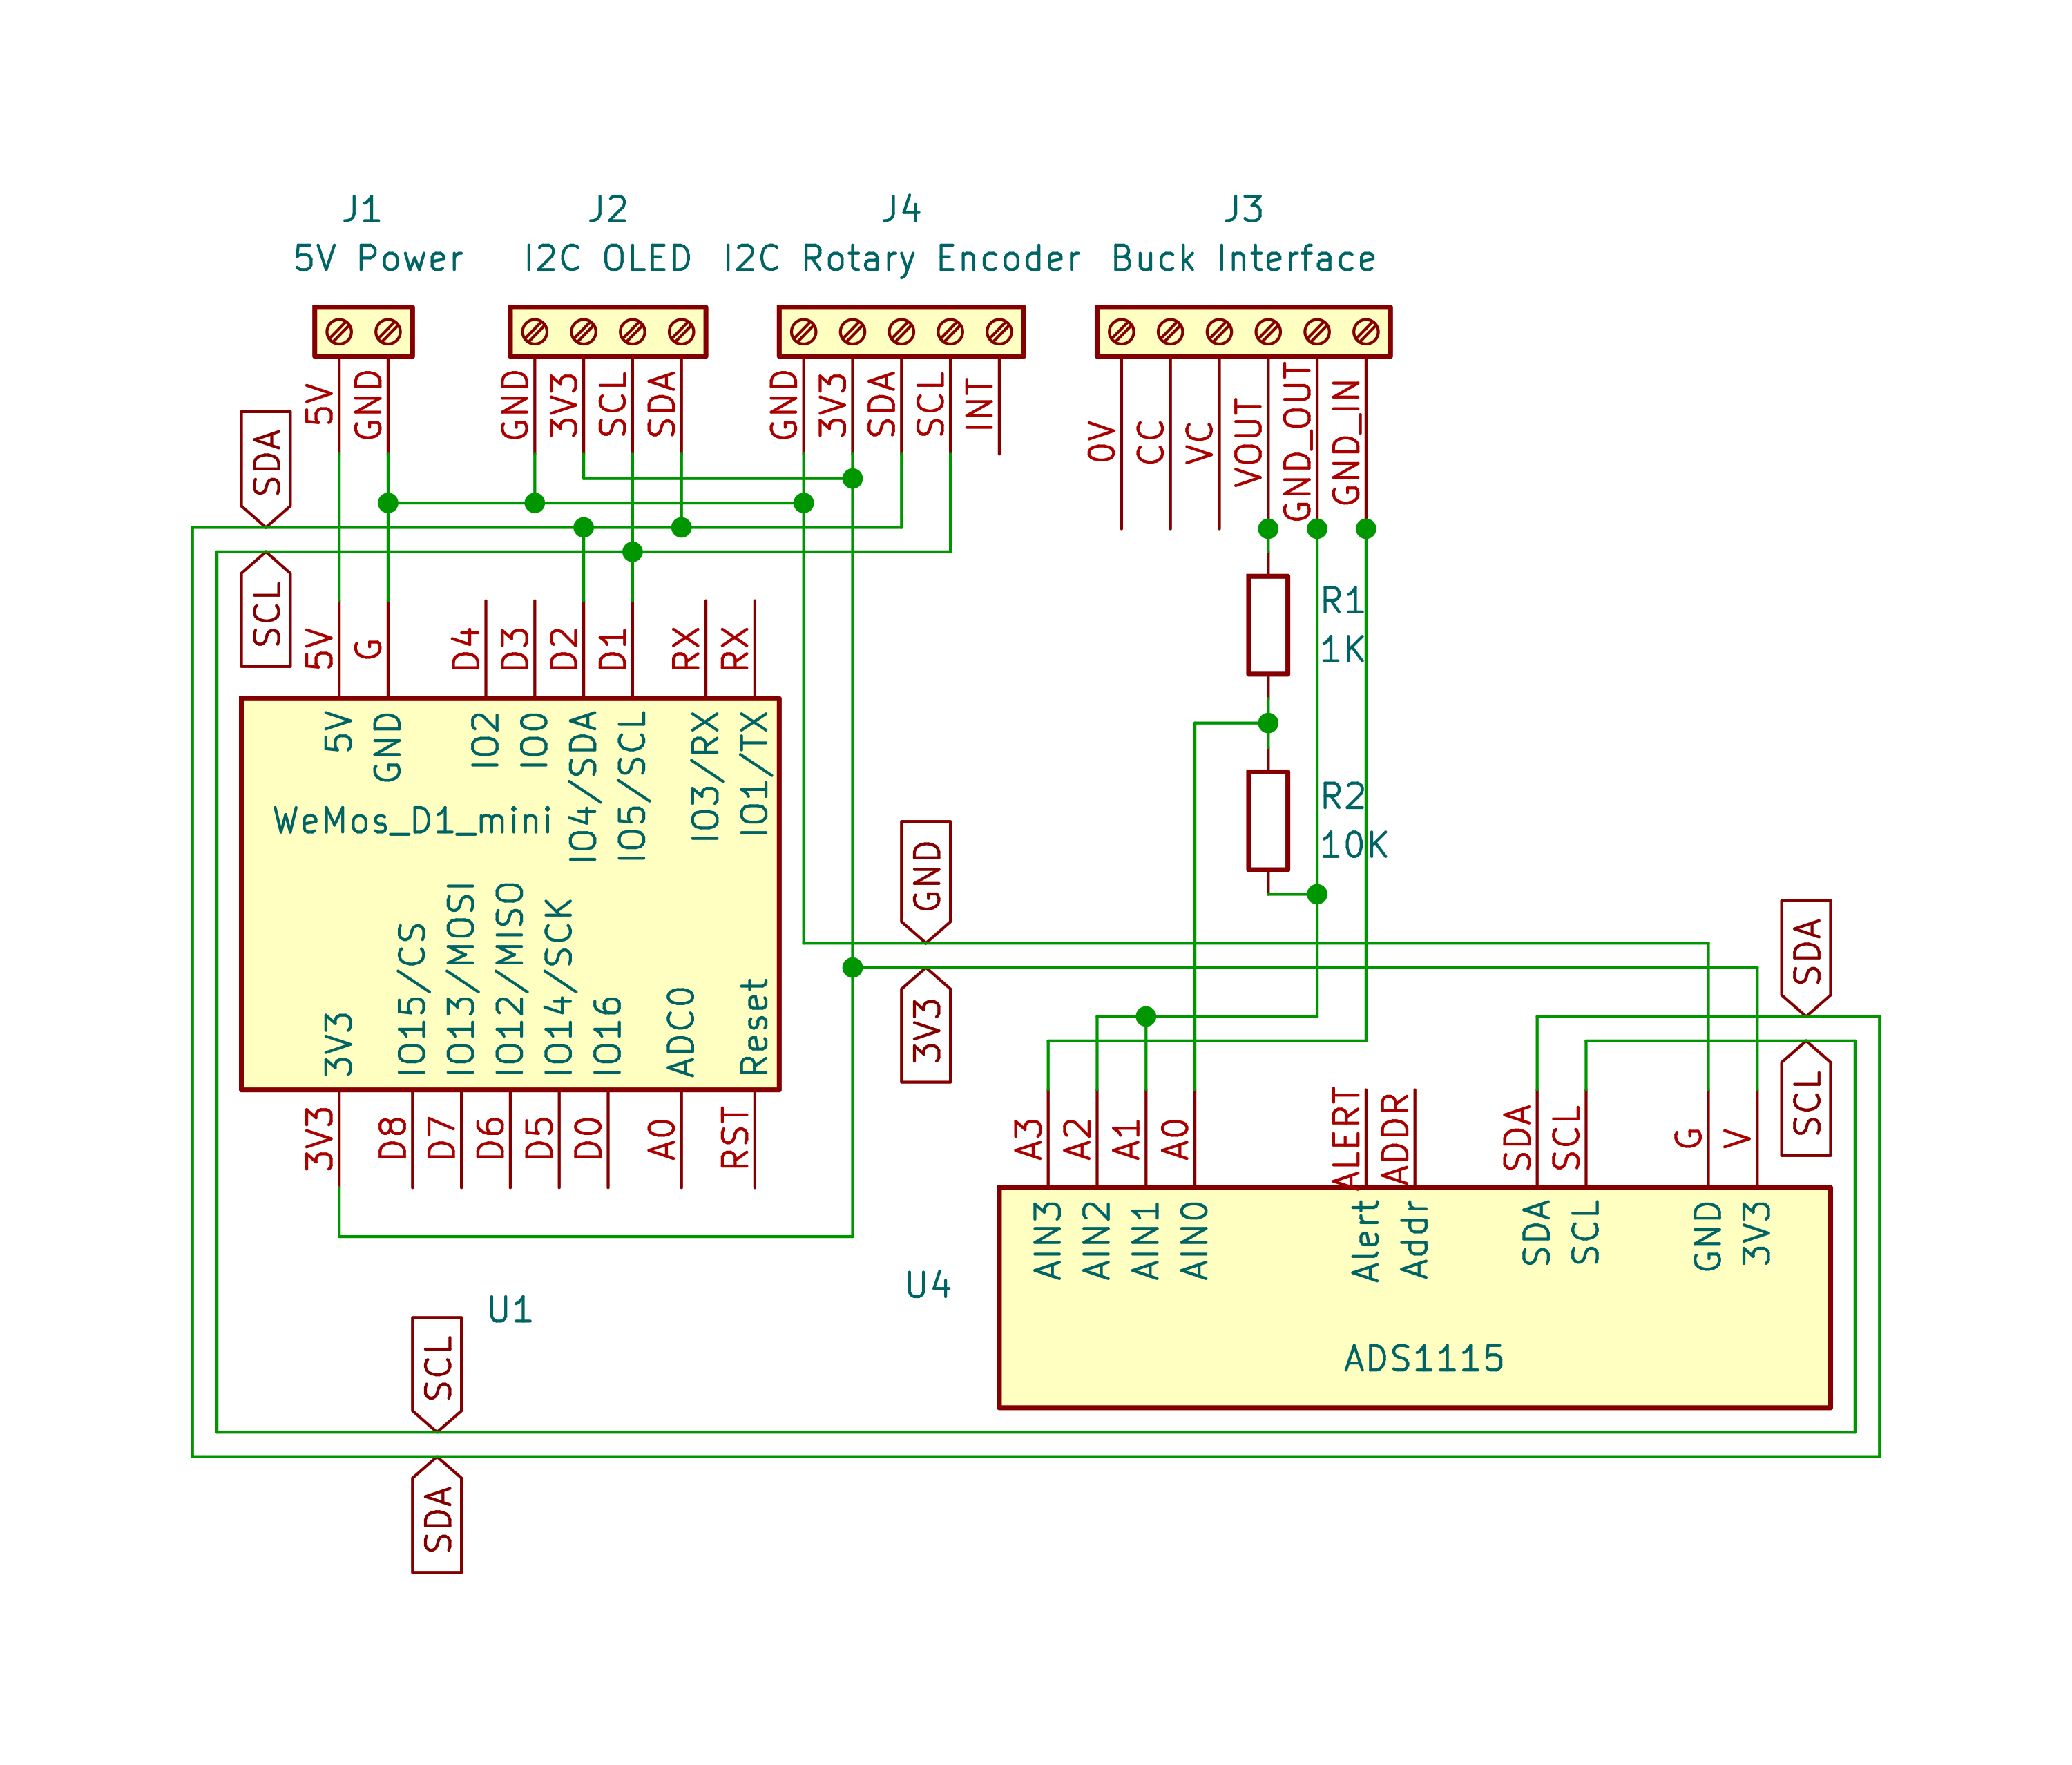 J1
J2
J4
J3
5V Power
I2C OLED
I2C Rotary Encoder
Buck Interface
5V
GND
GND
3V3
SCL
SDA
GND
3V3
SDA
SCL
INT
0V
CC
VC
VOUT
GND_OUT
GND_IN
SDA
SCL
5V
G
D4
D3
D2
D1
RX
RX
R1
1K
5V
GND
IO2
IO0
IO4/SDA
IO5/SCL
IO3/RX
IO1/TX
WeMos_D1_mini
R2
10K
GND
3V3
IO15/CS
IO13/MOSI
IO12/MISO
IO14/SCK
IO16
ADC0
Reset
3V3
SDA
SCL
3V3
D8
D7
D6
D5
D0
A0
RST
A3
A2
A1
A0
ALERT
ADDR
SDA
SCL
G
V
AIN3
AIN2
AIN1
AIN0
Alert
Addr
SDA
SCL
GND
3V3
U4
U1
ADS1115
SCL
SDA